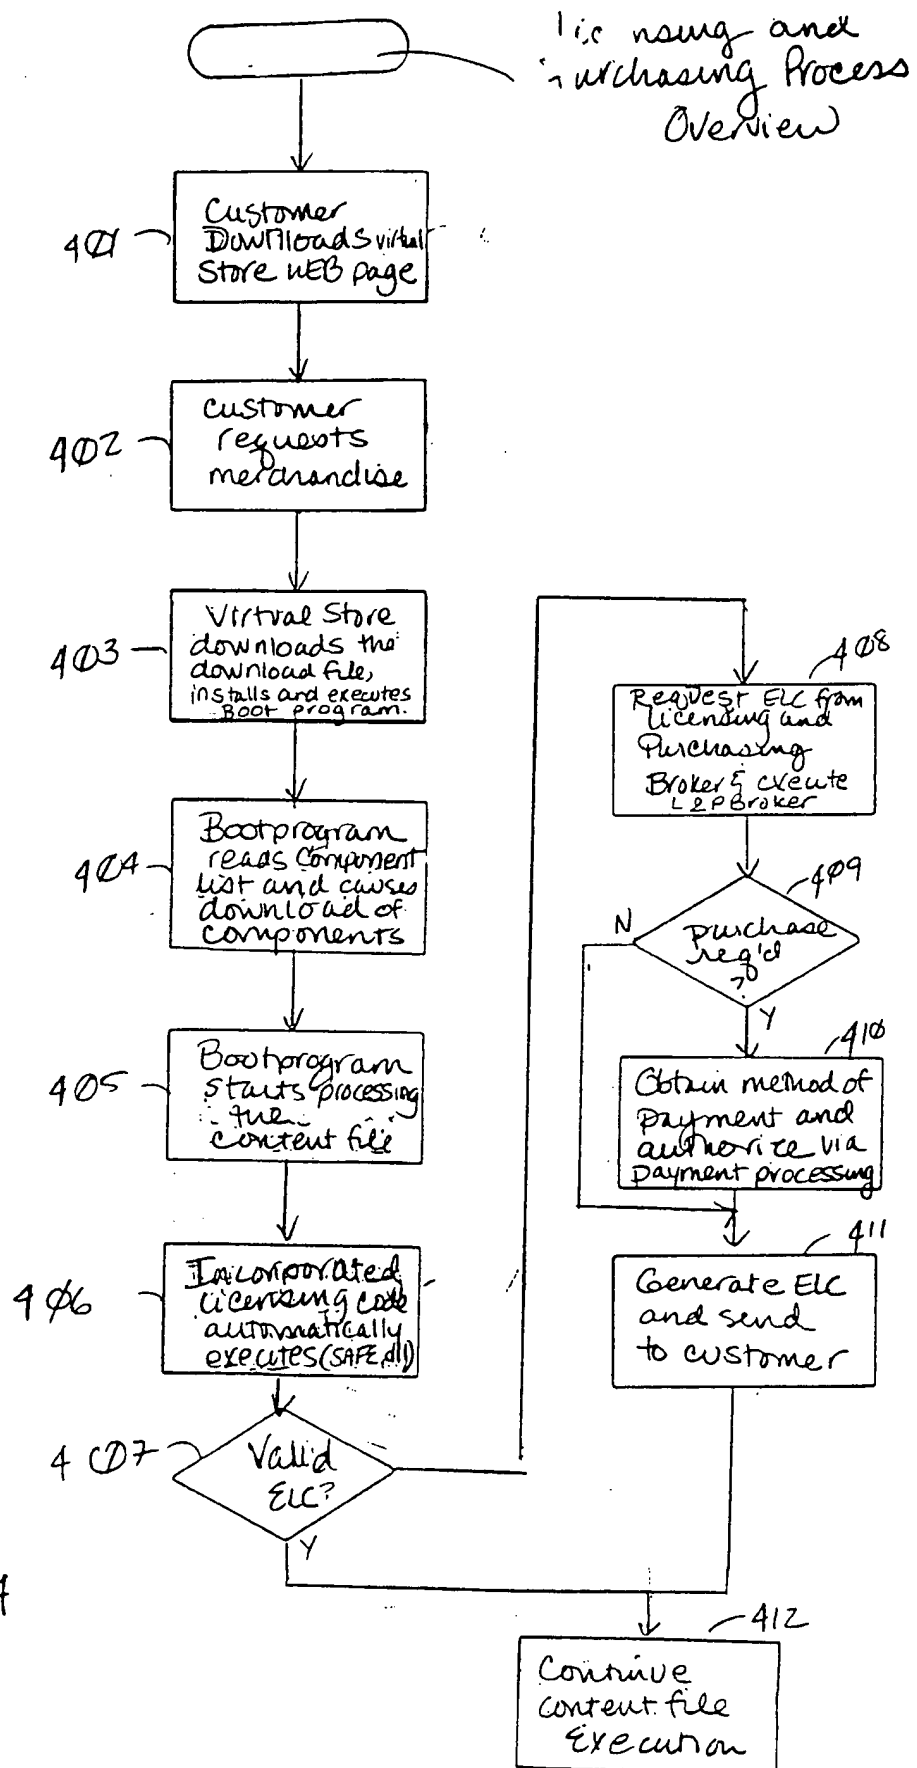 nsing and
urchasing Process
Overview
401
Customer
Downloads virtual
Store WEB page
402
customer
requests
merchandise
403
Virtual Store
downloads the
download file,
installs and executes
Boot program.
404
Bootprogram
reads Component
list and causes
download of
components
405
Bootprogram
starts processing
the
content file
406
Incorporated
licensing code
automatically
executes (SAFE.dll)
407
Valid
ELC?
Y
408
Request ELC from
licensing and
Purchasing
Broker & execute
L&P Broker
409
N
purchase
req'd
?
Y
410
Obtain method of
payment and
authorize via
payment processing
411
Generate ELC
and send
to customer
4
412
Continue
content file
Execution